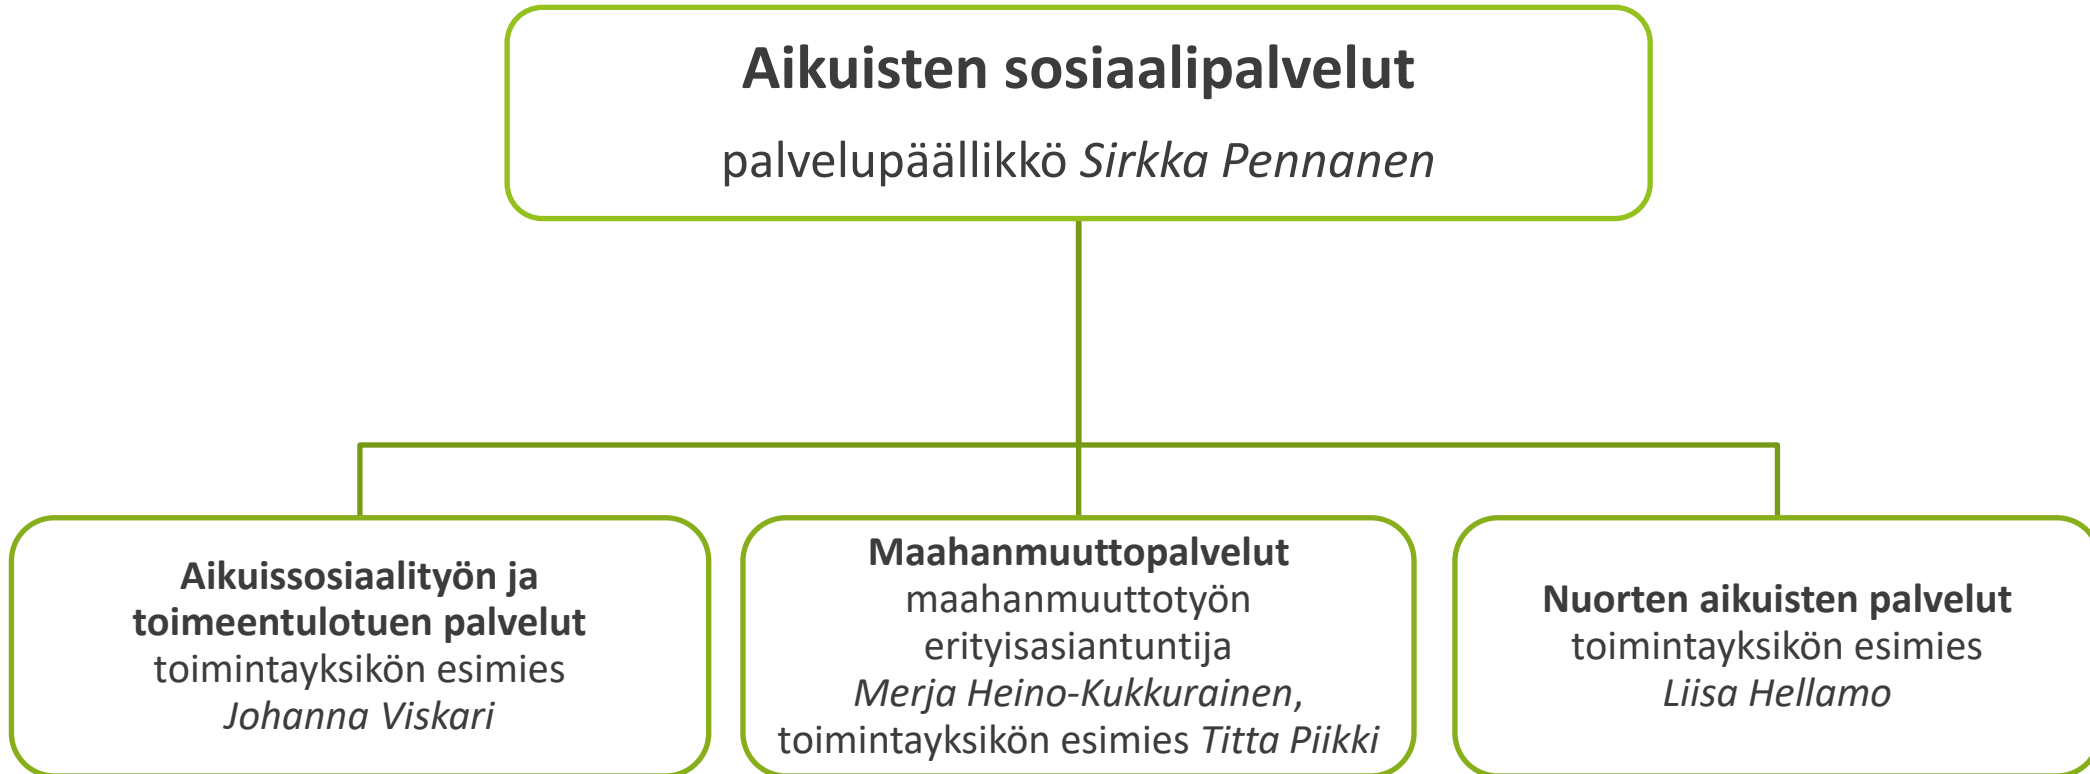 Aikuisten sosiaalipalvelut
palvelupäällikkö Sirkka Pennanen
Aikuissosiaalityön ja
toimeentulotuen palvelut
toimintayksikön esimies
Johanna Viskari
Maahanmuuttopalvelut
maahanmuuttotyön
erityisasiantuntija
Merja Heino-Kukkurainen,
toimintayksikön esimies Titta Piikki
Nuorten aikuisten palvelut
toimintayksikön esimies
Liisa Hellamo